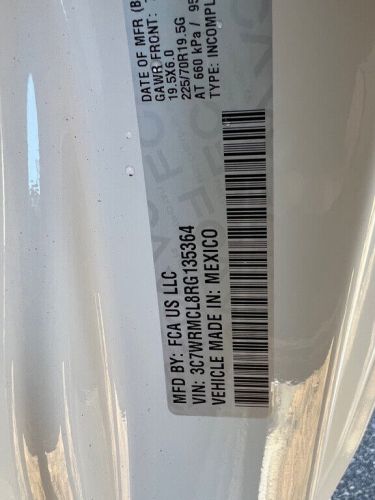 MFD BY: FCA US LLC
DATE OF MFR (B
GAWR FRONT:
19.5X6.0
225/70R19.5G
AT 660 kPa / 95
TYPE: INCOMPL
VIN: 3C7WRMCL8RG135364
VEHICLE MADE IN: MEXICO